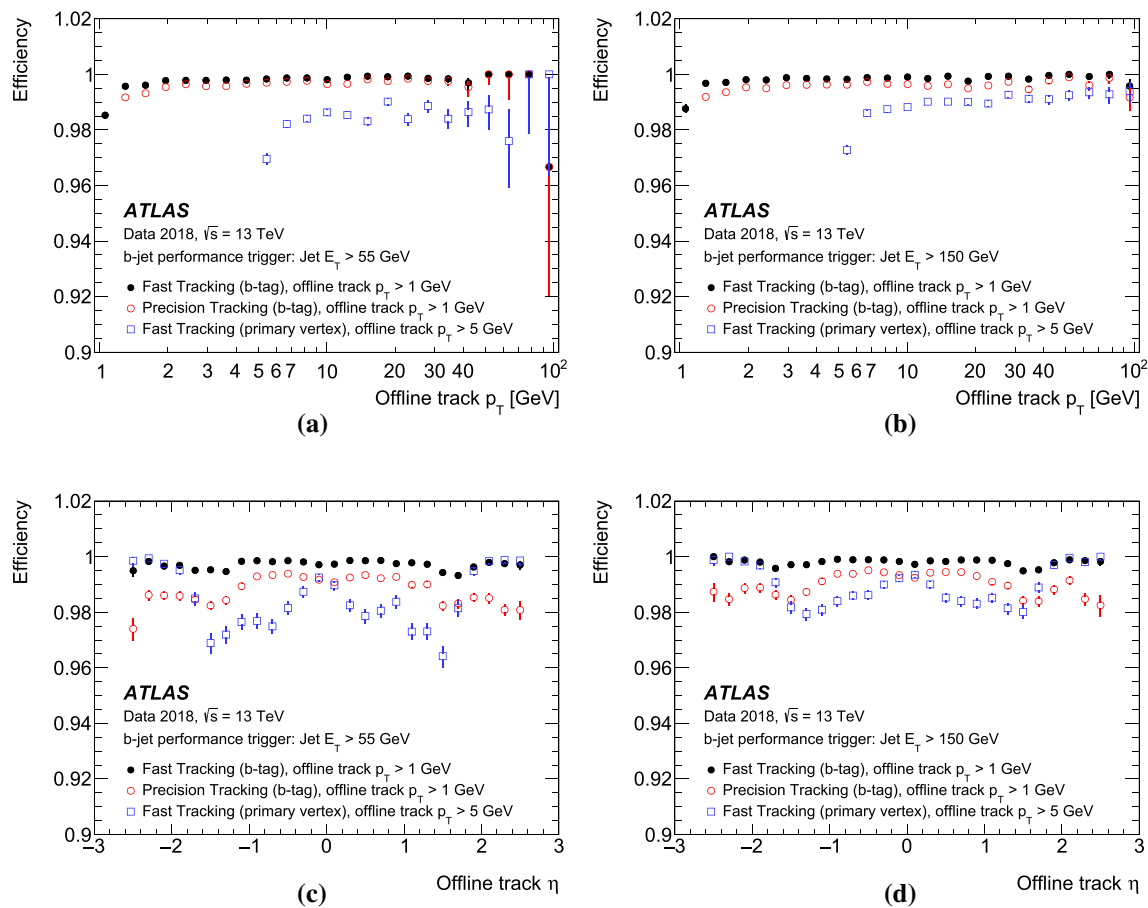 Efficiency
1.02
1
0.98
0.96
0.94
0.92
0.9
ATLAS
Data 2018, √s = 13 TeV
b-jet performance trigger: Jet E_T > 55 GeV
Fast Tracking (b-tag), offline track p_T > 1 GeV
Precision Tracking (b-tag), offline track p_T > 1 GeV
Fast Tracking (primary vertex), offline track p_T > 5 GeV
1 2 3 4 5 6 7 10 20 30 40 10²
Offline track p_T [GeV]
(a)
Efficiency
1.02
1
0.98
0.96
0.94
0.92
0.9
ATLAS
Data 2018, √s = 13 TeV
b-jet performance trigger: Jet E_T > 150 GeV
Fast Tracking (b-tag), offline track p_T > 1 GeV
Precision Tracking (b-tag), offline track p_T > 1 GeV
Fast Tracking (primary vertex), offline track p_T > 5 GeV
1 2 3 4 5 6 7 10 20 30 40 10²
Offline track p_T [GeV]
(b)
Efficiency
1.02
1
0.98
0.96
0.94
0.92
0.9
ATLAS
Data 2018, √s = 13 TeV
b-jet performance trigger: Jet E_T > 55 GeV
Fast Tracking (b-tag), offline track p_T > 1 GeV
Precision Tracking (b-tag), offline track p_T > 1 GeV
Fast Tracking (primary vertex), offline track p_T > 5 GeV
−3 −2 −1 0 1 2 3
Offline track η
(c)
Efficiency
1.02
1
0.98
0.96
0.94
0.92
0.9
ATLAS
Data 2018, √s = 13 TeV
b-jet performance trigger: Jet E_T > 150 GeV
Fast Tracking (b-tag), offline track p_T > 1 GeV
Precision Tracking (b-tag), offline track p_T > 1 GeV
Fast Tracking (primary vertex), offline track p_T > 5 GeV
−3 −2 −1 0 1 2 3
Offline track η
(d)